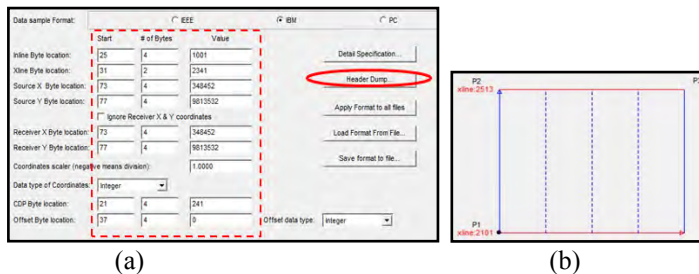 Data sample Format: IEEE IBM PC
Start # of Bytes Value
Inline Byte location: 25 4 1001 Detail Specification...
Xline Byte location: 31 2 2341
Header Dump...
Source X Byte location: 73 4 348452
Source Y Byte location: 77 4 9813532
Apply Format to all files
Ignore Receiver X & Y coordinates
Receiver X Byte location: 73 4 348452 Load Format From File...
Receiver Y Byte location: 77 4 9813532
Save format to file...
Coordinates scaler (negative means division): 1.0000
Data type of Coordinates: Integer
CDP Byte location: 21 4 241
Offset Byte location: 37 4 0 Offset data type: Integer
(a)
P2
xline:2513
P1
xline:2101
(b)